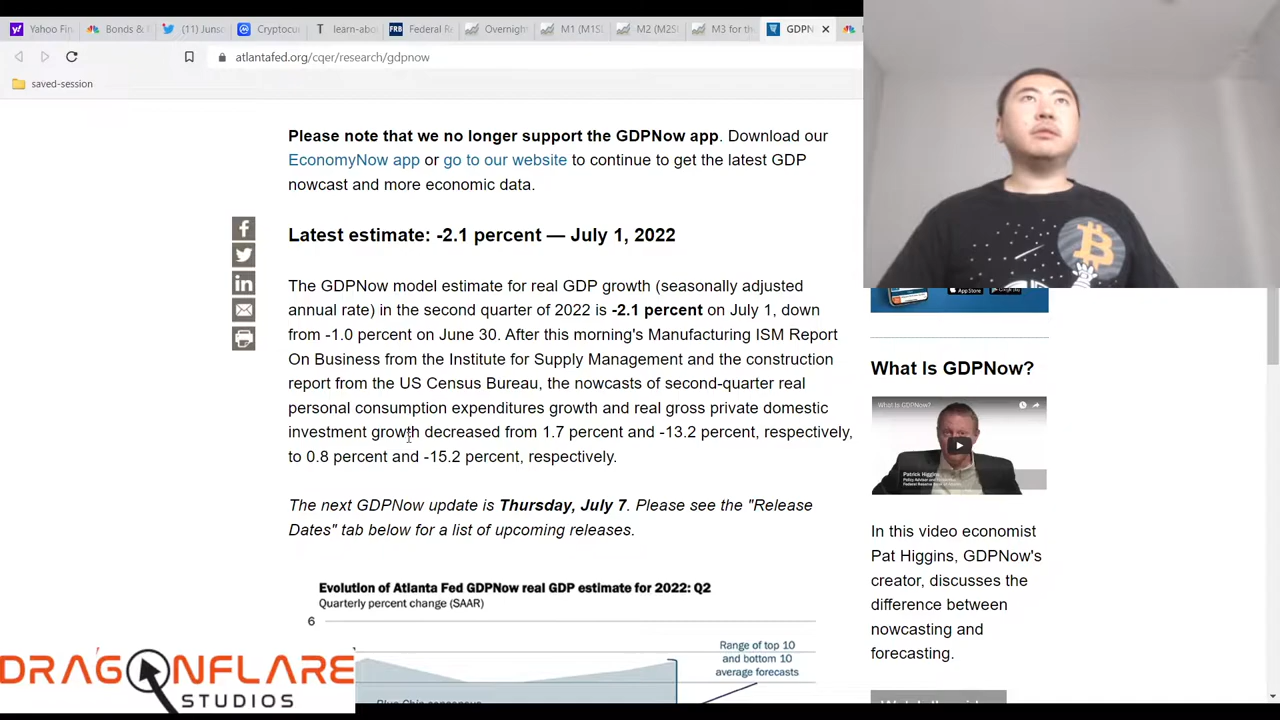 Yahoo Fin
Bonds &
(11) Junso
Cryptocu
learn-abo
Federal R
Overnigh
M1 (M1S
M2 (M2S
M3 for th
GDPN
atlantafed.org/cqer/research/gdpnow
saved-session
Please note that we no longer support the GDPNow app. Download our
EconomyNow app or go to our website to continue to get the latest GDP
nowcast and more economic data.
Latest estimate: -2.1 percent — July 1, 2022
The GDPNow model estimate for real GDP growth (seasonally adjusted
annual rate) in the second quarter of 2022 is -2.1 percent on July 1, down
from -1.0 percent on June 30. After this morning's Manufacturing ISM Report
On Business from the Institute for Supply Management and the construction
report from the US Census Bureau, the nowcasts of second-quarter real
personal consumption expenditures growth and real gross private domestic
investment growth decreased from 1.7 percent and -13.2 percent, respectively,
to 0.8 percent and -15.2 percent, respectively.
The next GDPNow update is Thursday, July 7. Please see the "Release
Dates" tab below for a list of upcoming releases.
Evolution of Atlanta Fed GDPNow real GDP estimate for 2022: Q2
Quarterly percent change (SAAR)
6
Range of top 10
and bottom 10
average forecasts
Blue Chip consensus
App Store
Google Play
What Is GDPNow?
What Is GDPNow?
Patrick Higgins
In this video economist
Pat Higgins, GDPNow's
creator, discusses the
difference between
nowcasting and
forecasting.
DRAGONFLARE
STUDIOS